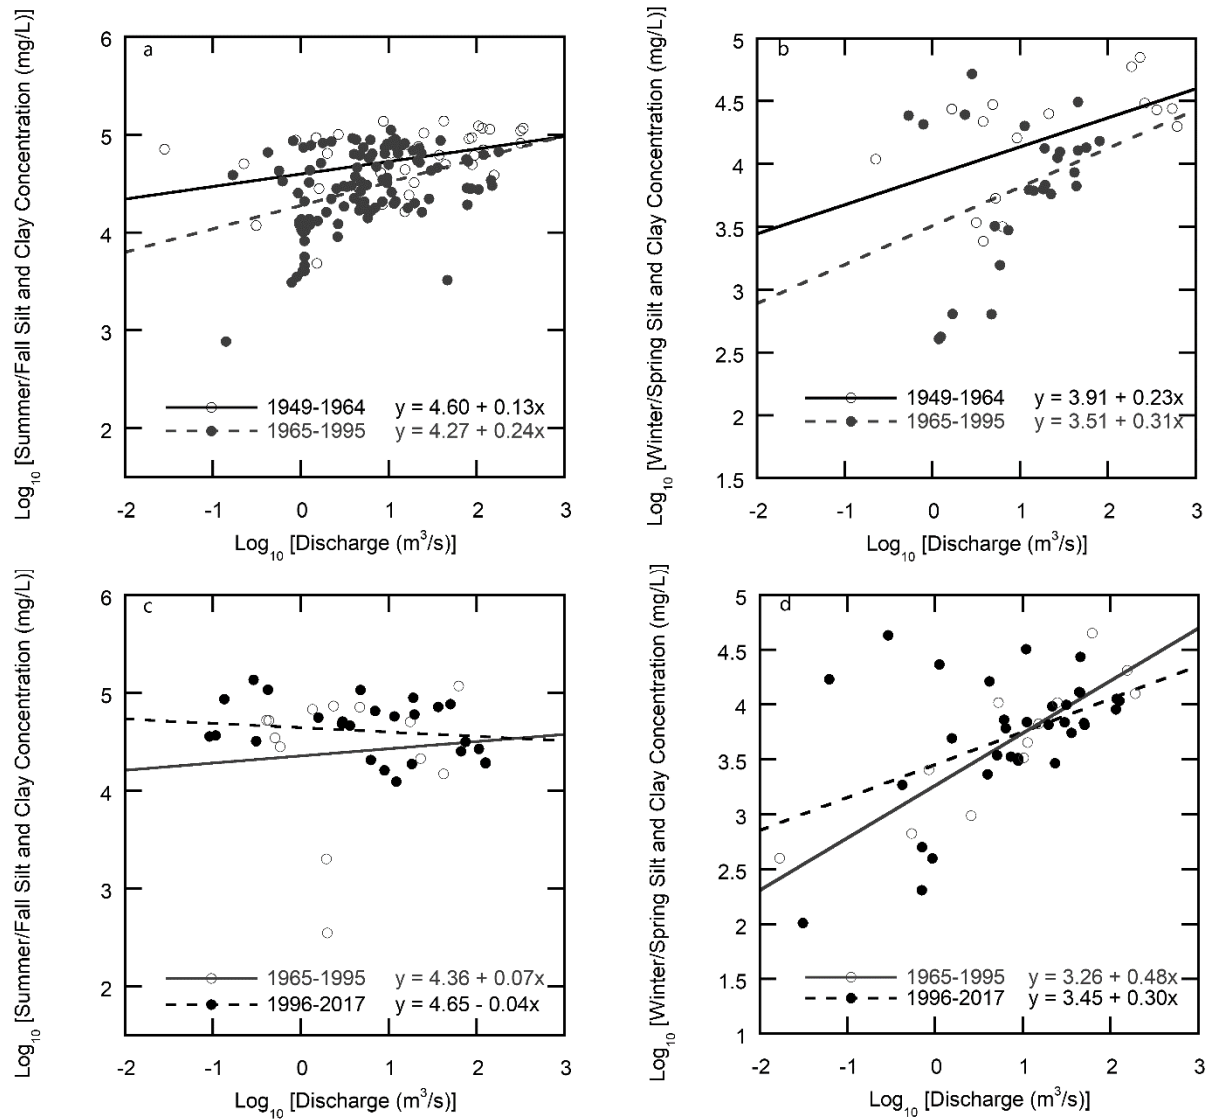 Log₁₀ [Summer/Fall Silt and Clay Concentration (mg/L)]
6
5
4
3
2
a
1949-1964 y = 4.60 + 0.13x
1965-1995 y = 4.27 + 0.24x
-2 -1 0 1 2 3
Log₁₀ [Discharge (m³/s)]
Log₁₀ [Winter/Spring Silt and Clay Concentration (mg/L)]
5
4.5
4
3.5
3
2.5
2
1.5
b
1949-1964 y = 3.91 + 0.23x
1965-1995 y = 3.51 + 0.31x
-2 -1 0 1 2 3
Log₁₀ [Discharge (m³/s)]
Log₁₀ [Summer/Fall Silt and Clay Concentration (mg/L)]
6
5
4
3
2
c
1965-1995 y = 4.36 + 0.07x
1996-2017 y = 4.65 - 0.04x
-2 -1 0 1 2 3
Log₁₀ [Discharge (m³/s)]
Log₁₀ [Winter/Spring Silt and Clay Concentration (mg/L)]
5
4.5
4
3.5
3
2.5
2
1.5
1
d
1965-1995 y = 3.26 + 0.48x
1996-2017 y = 3.45 + 0.30x
-2 -1 0 1 2 3
Log₁₀ [Discharge (m³/s)]